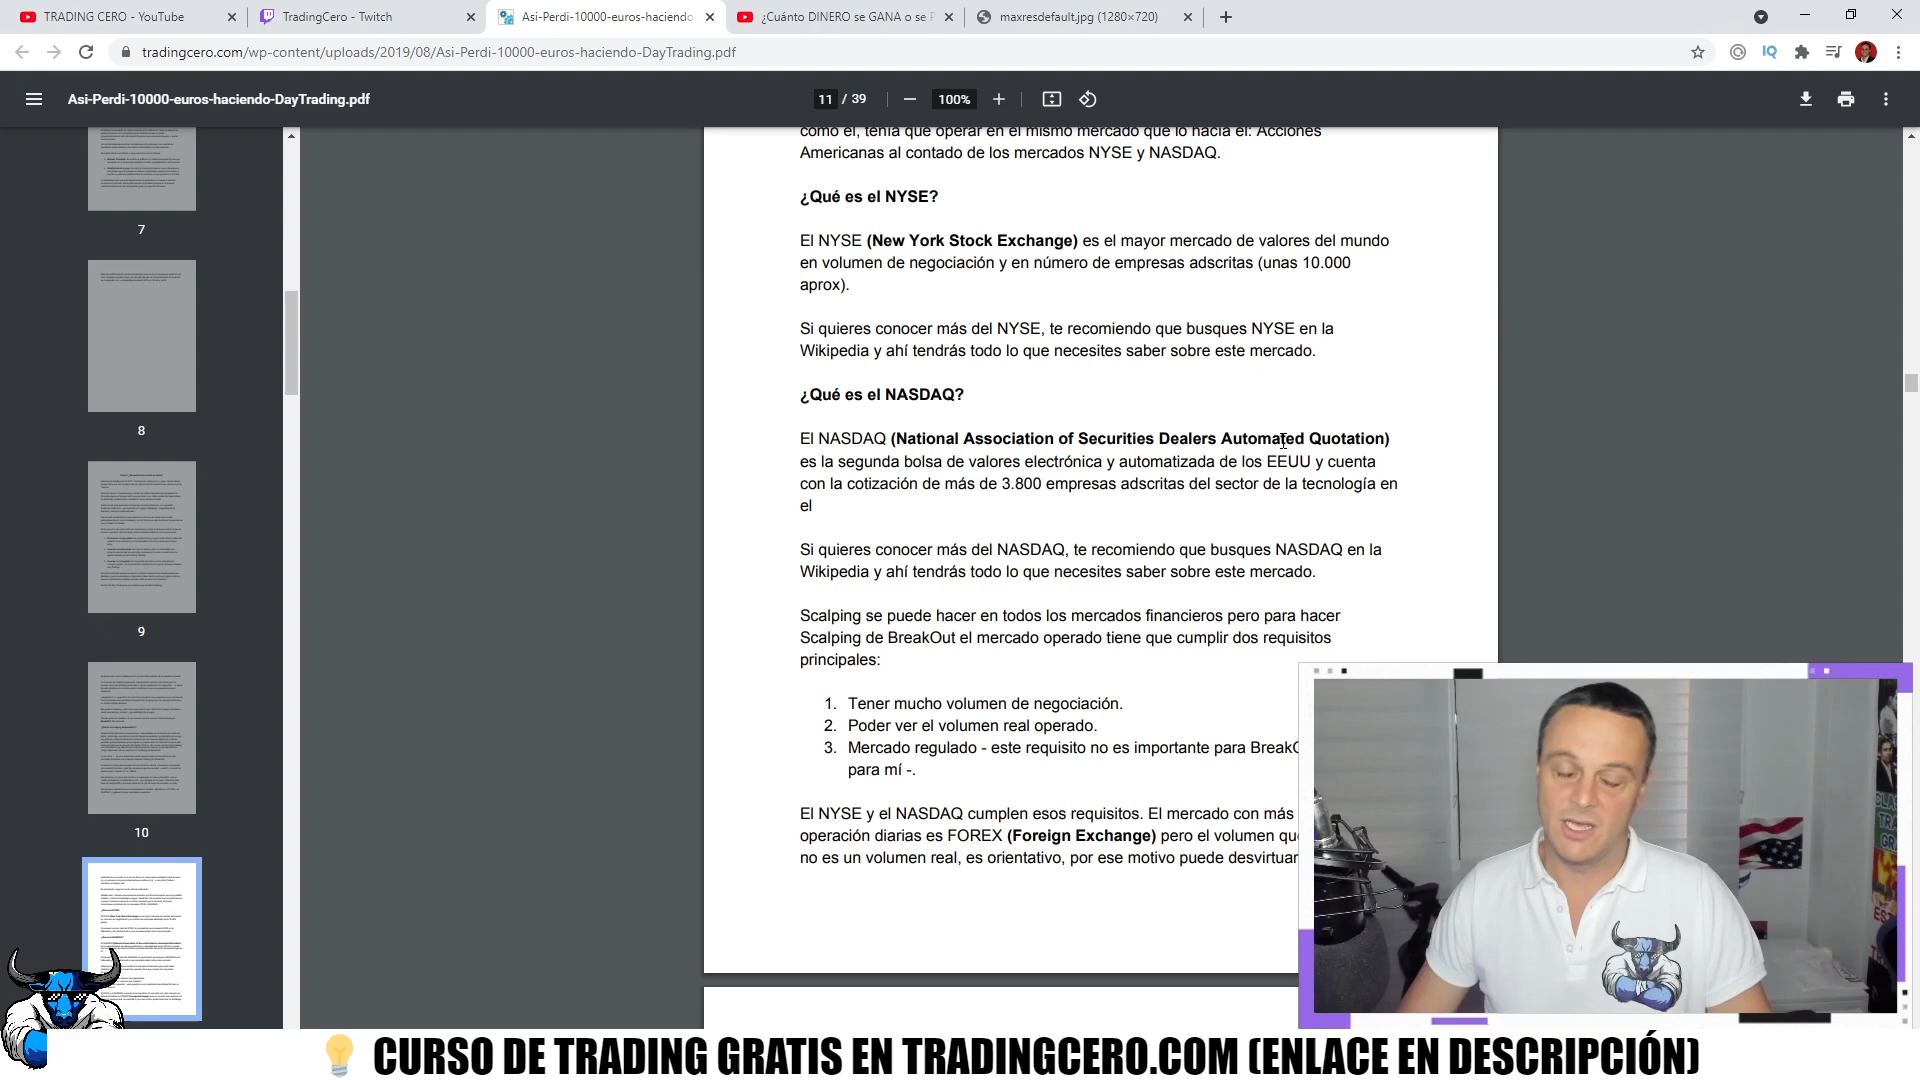 TRADING CERO - YouTube
TradingCero - Twitch
Asi-Perdi-10000-euros-haciendo
¿Cuánto DINERO se GANA o se P
maxresdefault.jpg (1280×720)
tradingcero.com/wp-content/uploads/2019/08/Asi-Perdi-10000-euros-haciendo-DayTrading.pdf
IQ
Asi-Perdi-10000-euros-haciendo-DayTrading.pdf
11 / 39
100%
7
8
9
10
como él, tenía que operar en el mismo mercado que lo hacía él: Acciones
Americanas al contado de los mercados NYSE y NASDAQ.
¿Qué es el NYSE?
El NYSE (New York Stock Exchange) es el mayor mercado de valores del mundo
en volumen de negociación y en número de empresas adscritas (unas 10.000
aprox).
Si quieres conocer más del NYSE, te recomiendo que busques NYSE en la
Wikipedia y ahí tendrás todo lo que necesites saber sobre este mercado.
¿Qué es el NASDAQ?
El NASDAQ (National Association of Securities Dealers Automated Quotation)
es la segunda bolsa de valores electrónica y automatizada de los EEUU y cuenta
con la cotización de más de 3.800 empresas adscritas del sector de la tecnología en
el
Si quieres conocer más del NASDAQ, te recomiendo que busques NASDAQ en la
Wikipedia y ahí tendrás todo lo que necesites saber sobre este mercado.
Scalping se puede hacer en todos los mercados financieros pero para hacer
Scalping de BreakOut el mercado operado tiene que cumplir dos requisitos
principales:
1. Tener mucho volumen de negociación.
2. Poder ver el volumen real operado.
3. Mercado regulado - este requisito no es importante para Break
para mí -.
El NYSE y el NASDAQ cumplen esos requisitos. El mercado con más
operación diarias es FOREX (Foreign Exchange) pero el volumen qu
no es un volumen real, es orientativo, por ese motivo puede desvirtuar
CURSO DE TRADING GRATIS EN TRADINGCERO.COM (ENLACE EN DESCRIPCIÓN)